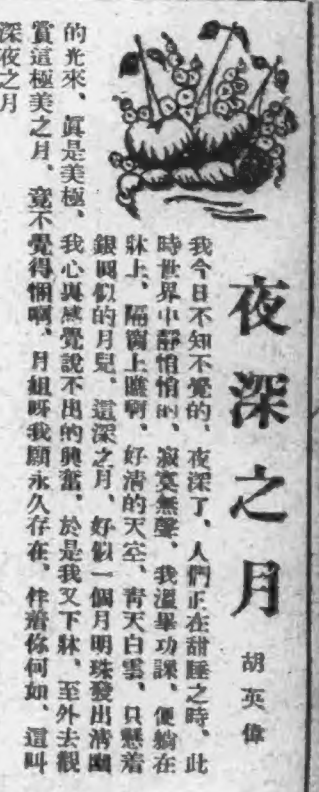 夜深之月
胡英偉
我今日不知不覺的、夜深了、人們正在甜睡之時、此
時世界中靜悄悄的、寂寞無聲、我溫畢功課、便躺在
牀上、隔窗上瞧啊、好清的天空、青天白雲、只懸着
銀圓似的月兒、這深之月、好似一個月明珠發出清
的光來、眞是美極、我心裏感覺說不出的興奮、於是我又下牀、至外去觀
賞這極美之月、竟不覺得悃啊、月姐呀我願永久存在、伴着你何如、這叫
深夜之月